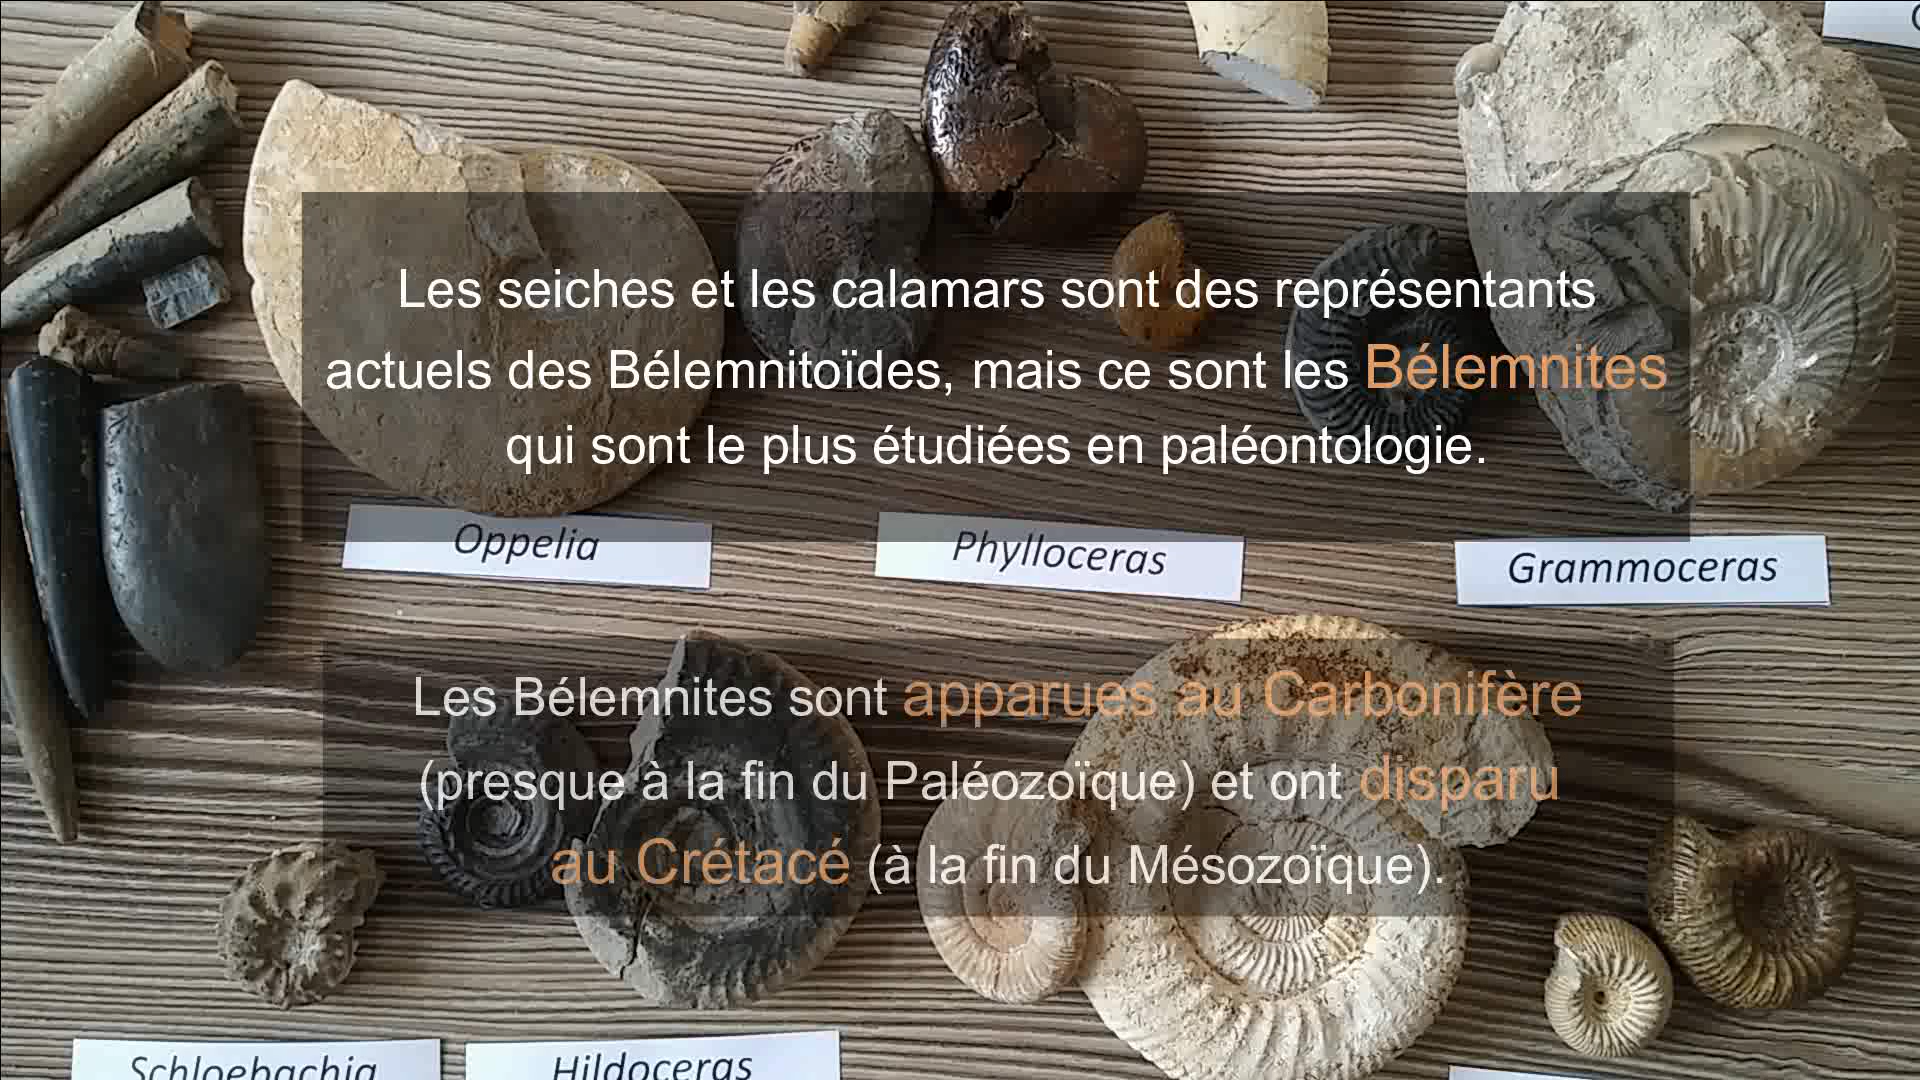 Les seiches et les calamars sont des représentants
actuels des Bélemnitoïdes, mais ce sont les Bélemnites
qui sont le plus étudiées en paléontologie.
Oppelia
Phylloceras
Grammoceras
Les Bélemnites sont apparues au Carbonifère
(presque à la fin du Paléozoïque) et ont disparu
au Crétacé (à la fin du Mésozoïque).
Schloebachia
Hildoceras